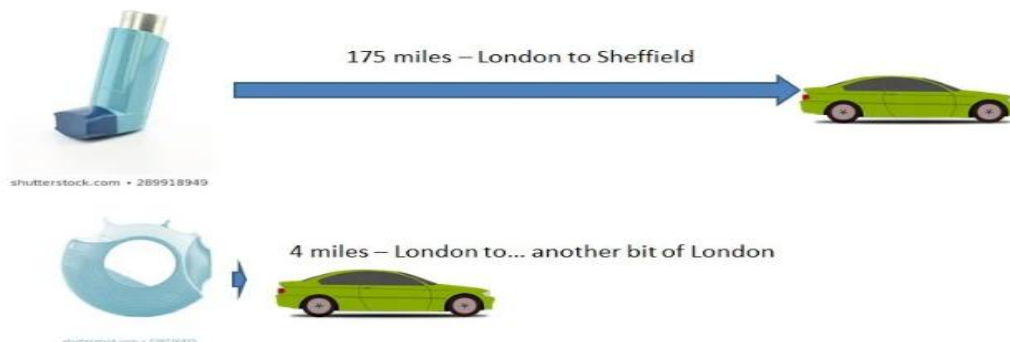 175 miles – London to Sheffield
shutterstock.com • 289918949
4 miles – London to... another bit of London